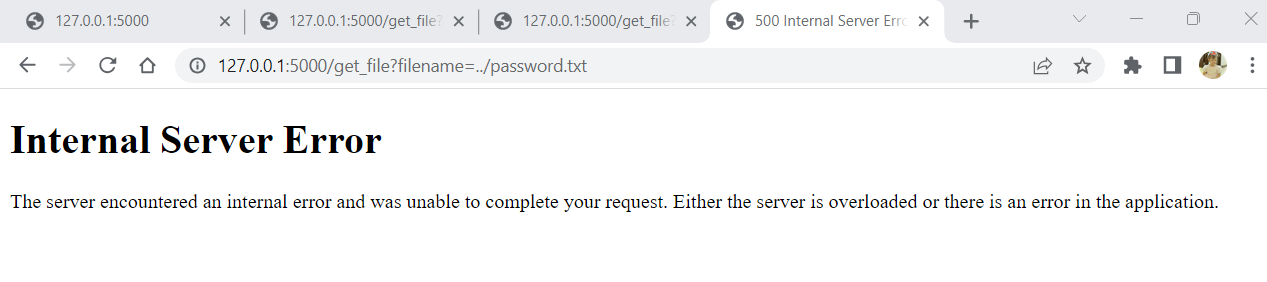 127.0.0.1:5000
127.0.0.1:5000/get_file?
127.0.0.1:5000/get_file?
500 Internal Server Erro
127.0.0.1:5000/get_file?filename=../password.txt
Internal Server Error
The server encountered an internal error and was unable to complete your request. Either the server is overloaded or there is an error in the application.